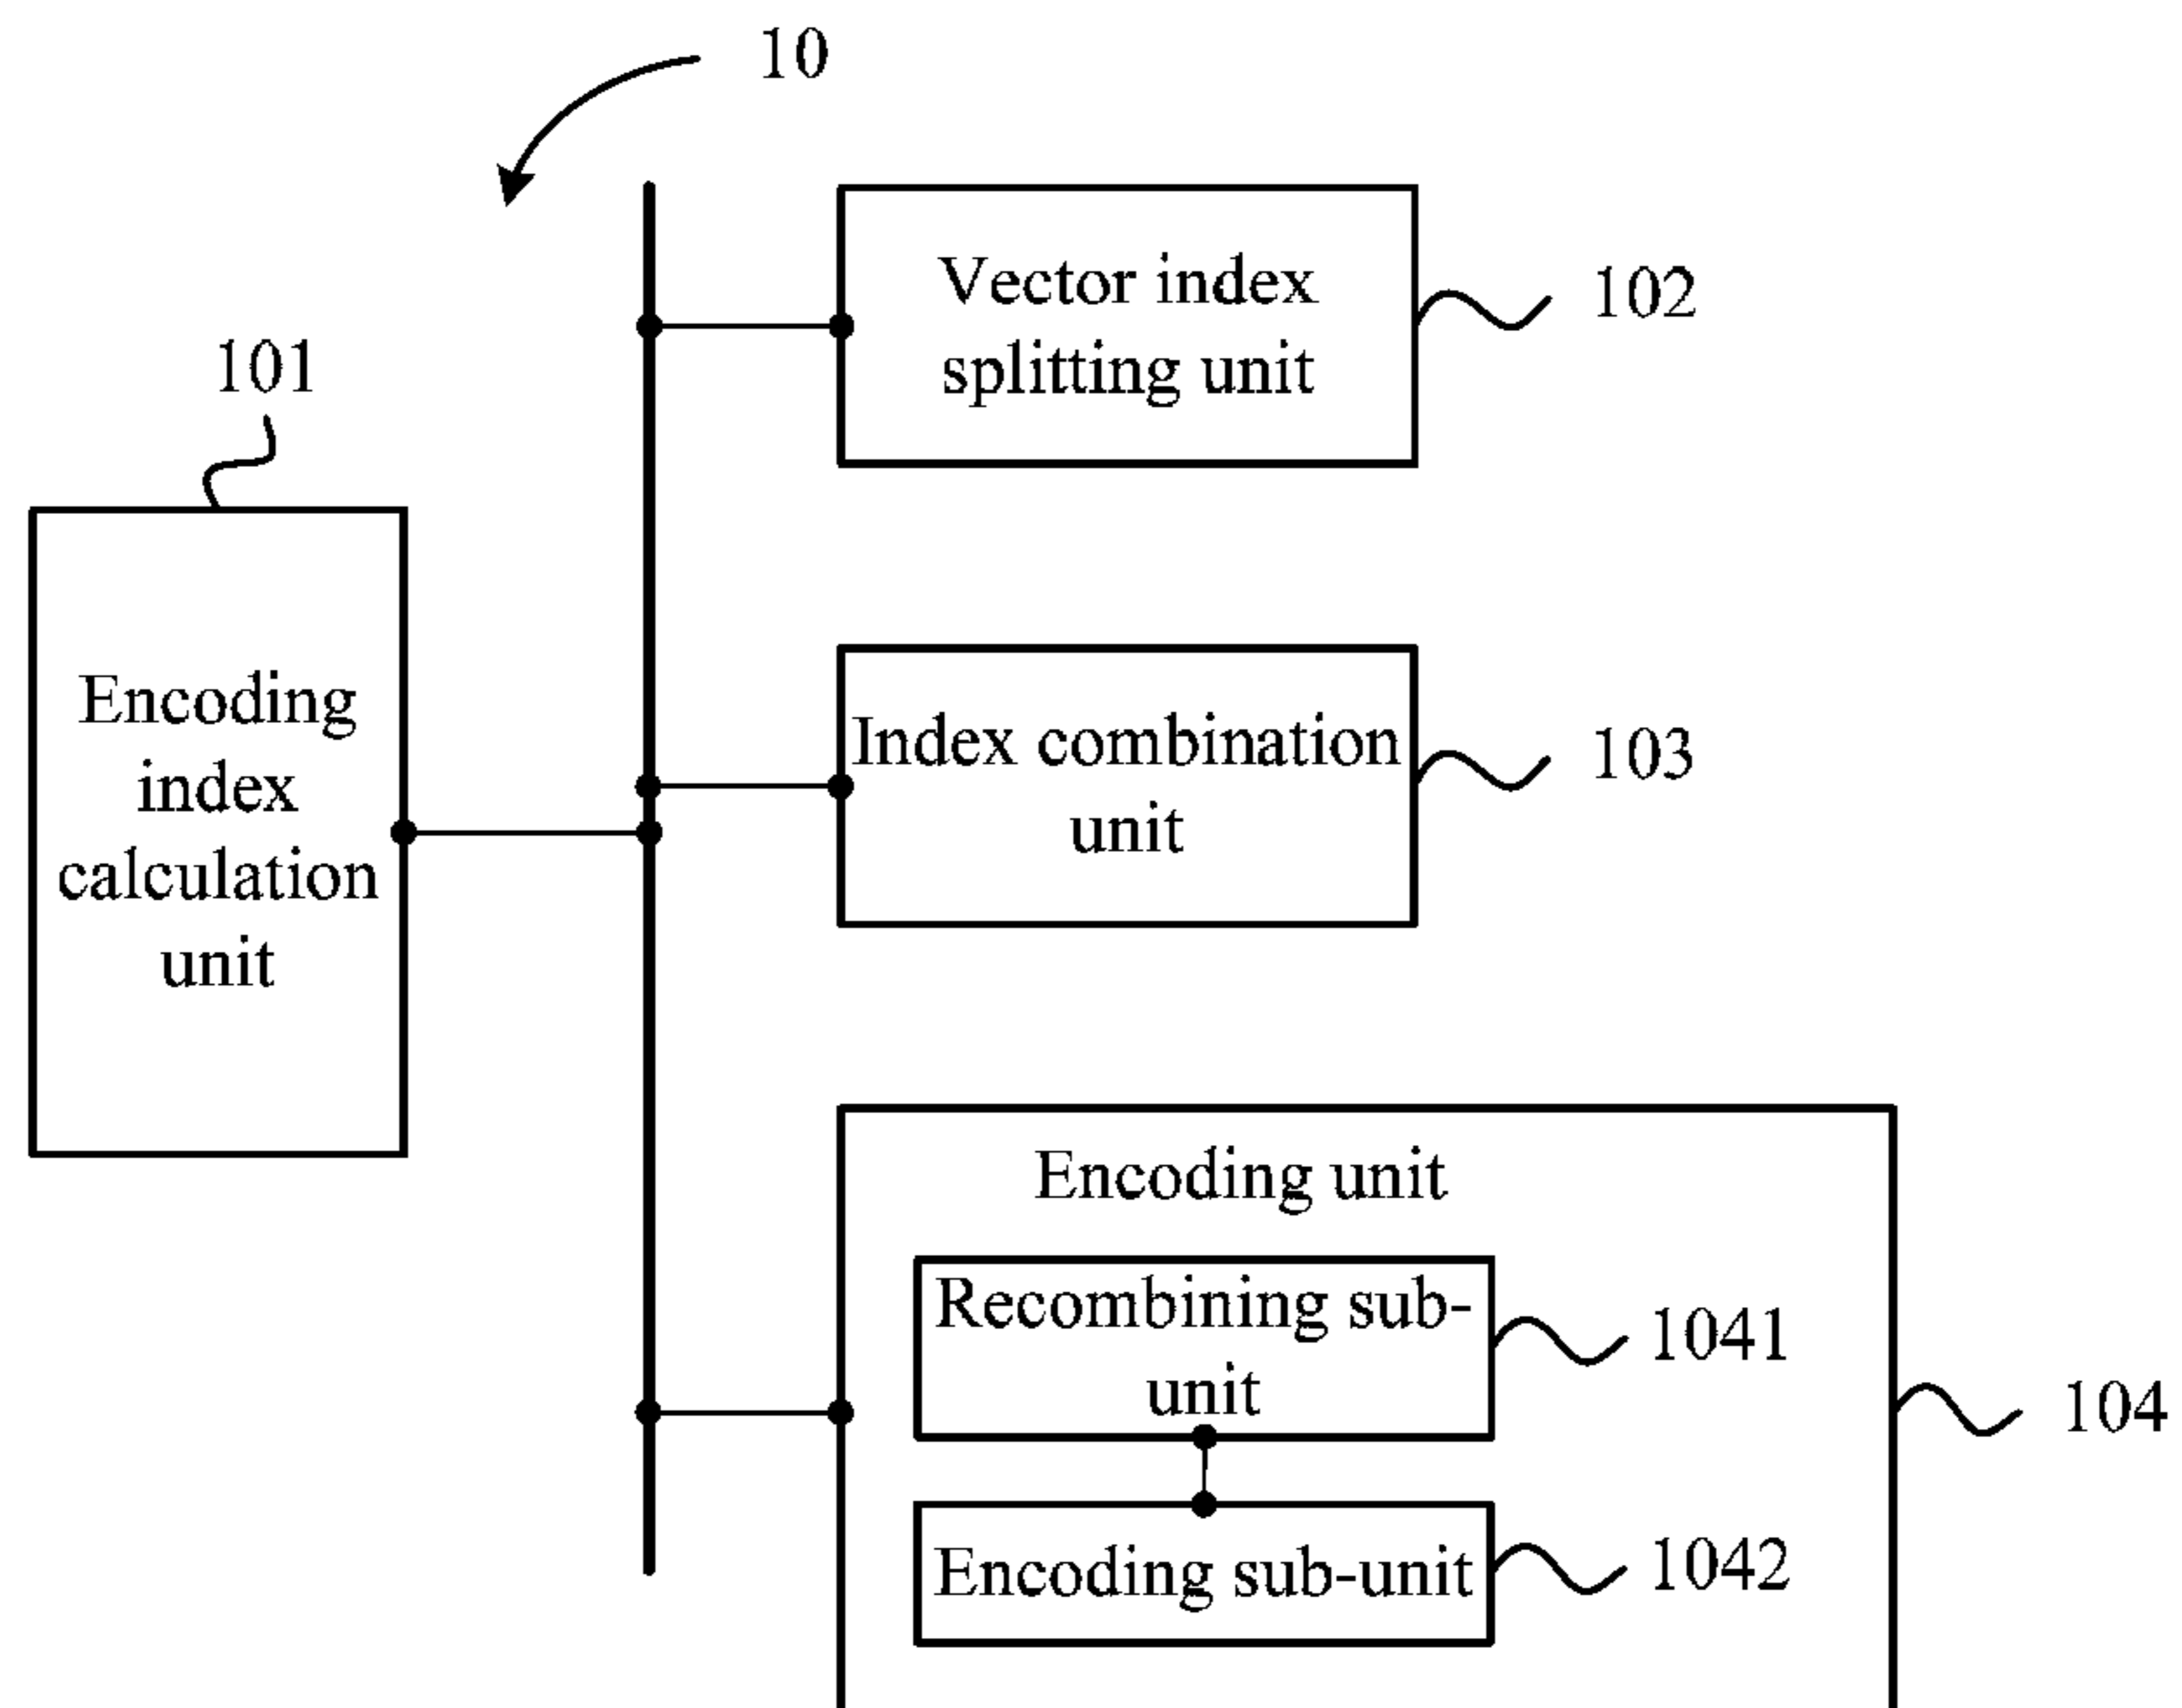 10
Vector index
splitting unit
102
101
Encoding
index
calculation
unit
Index combination
unit
103
Encoding unit
Recombining sub-
unit
1041
104
Encoding sub-unit
1042